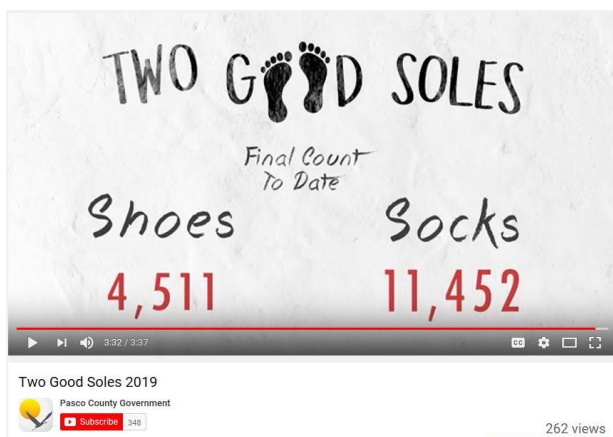 TWO GOOD SOLES
Final Count
To Date
Shoes
Socks
4,511
11,452
3:32 / 3:37
CC
Two Good Soles 2019
Pasco County Government
Subscribe 348
262 views